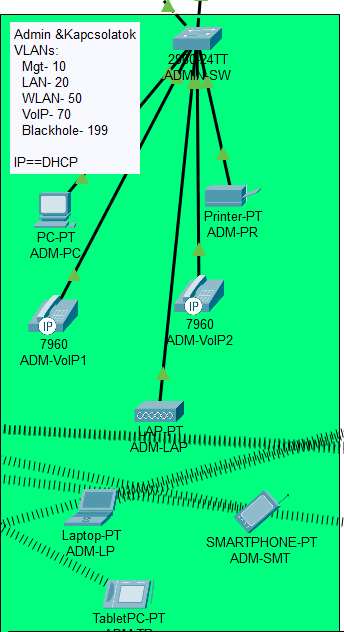 Admin &Kapcsolatok
VLANs:
Mgt- 10
LAN- 20
WLAN- 50
VoIP- 70
Blackhole- 199
IP==DHCP
2960-24TT
ADMIN-SW
PC-PT
ADM-PC
Printer-PT
ADM-PR
IP
7960
ADM-VoIP1
IP
7960
ADM-VoIP2
LAP-PT
ADM-LAP
Laptop-PT
ADM-LP
SMARTPHONE-PT
ADM-SMT
TabletPC-PT